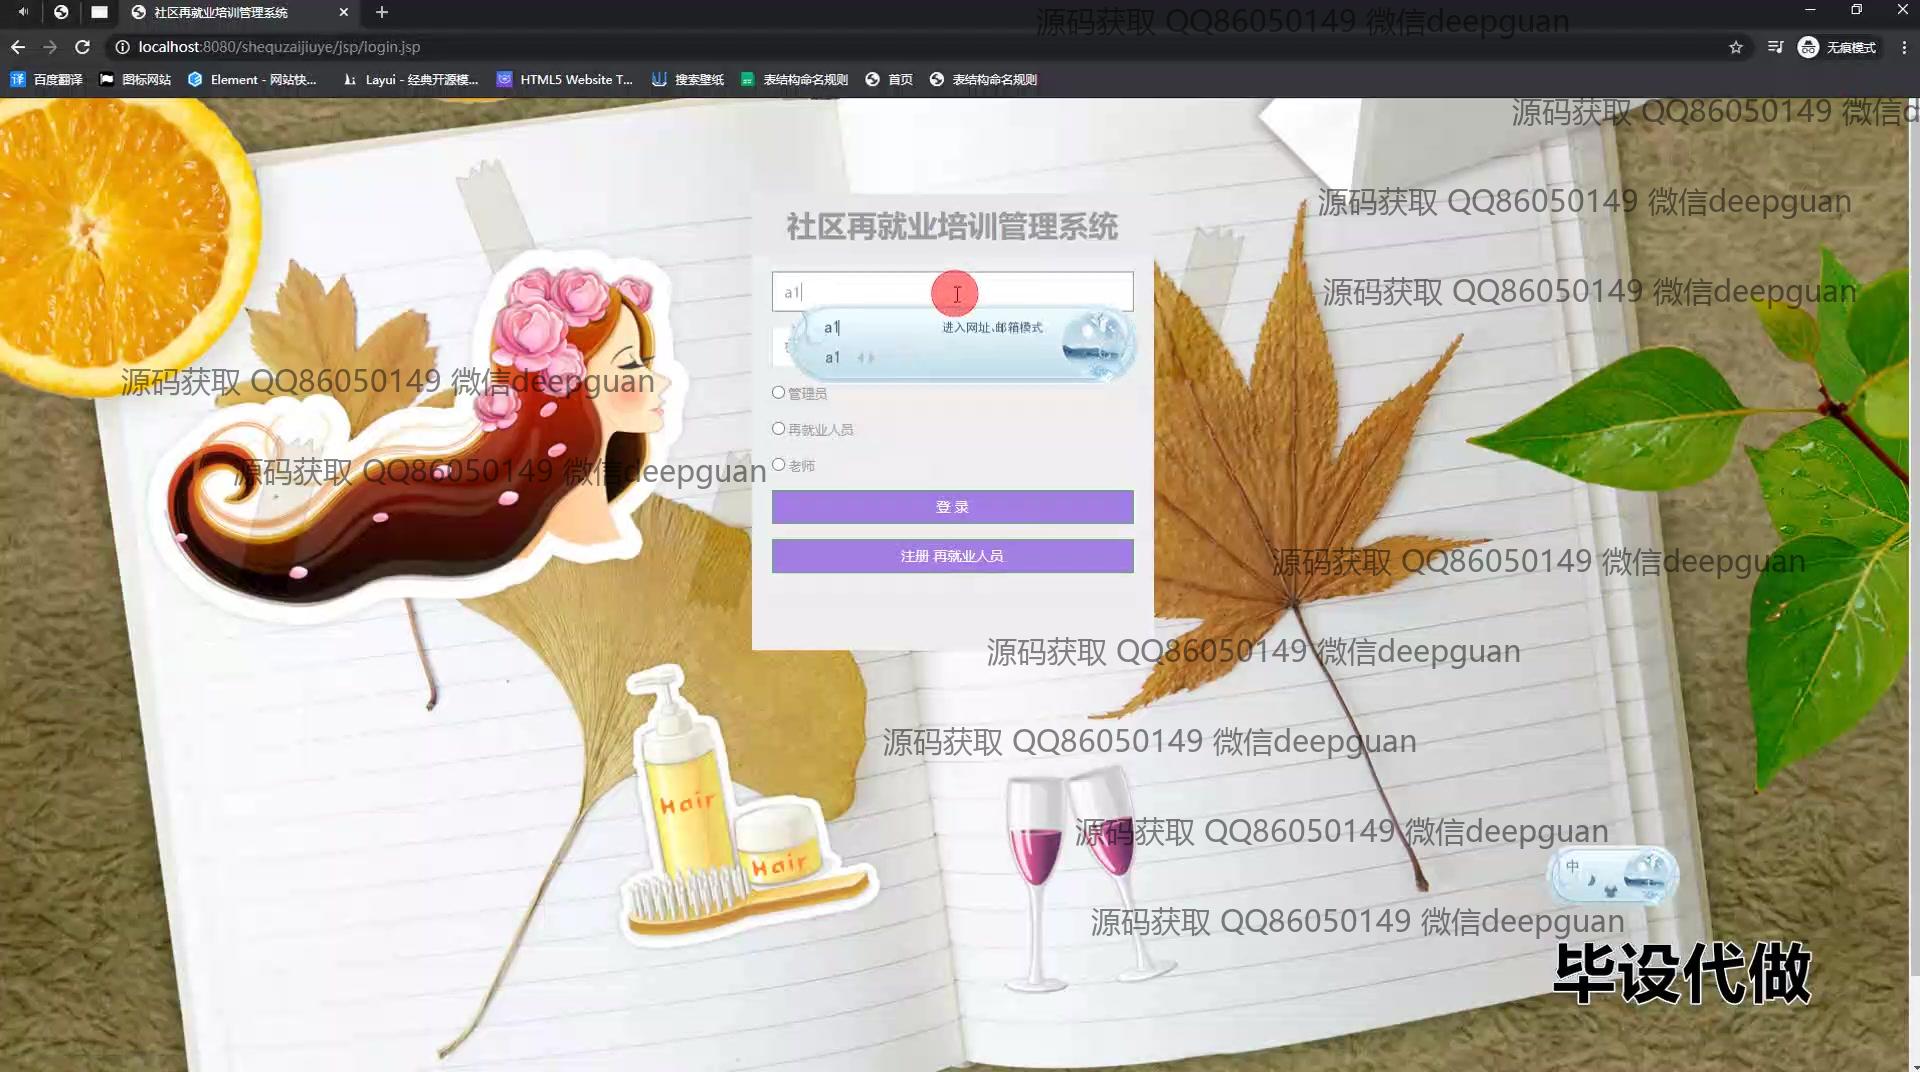 社区再就业培训管理系统
源码获取 QQ86050149 微信deepguan
localhost:8080/shequzaijiuye/jsp/login.jsp
无痕模式
百度翻译
图标网站
Element - 网站快...
Layui - 经典开源模...
HTML5 Website T...
搜索壁纸
表结构命名规则
首页
表结构命名规则
源码获取 QQ86050149 微信d
源码获取 QQ86050149 微信deepguan
社区再就业培训管理系统
源码获取 QQ86050149 微信deepguan
a1
a1
进入网址、邮箱模式
a1
源码获取 QQ86050149 微信deepguan
管理员
再就业人员
源码获取 QQ86050149 微信deepguan
老师
登 录
注册 再就业人员
源码获取 QQ86050149 微信deepguan
源码获取 QQ86050149 微信deepguan
源码获取 QQ86050149 微信deepguan
Hair
源码获取 QQ86050149 微信deepguan
Hair
中
源码获取 QQ86050149 微信deepguan
毕设代做